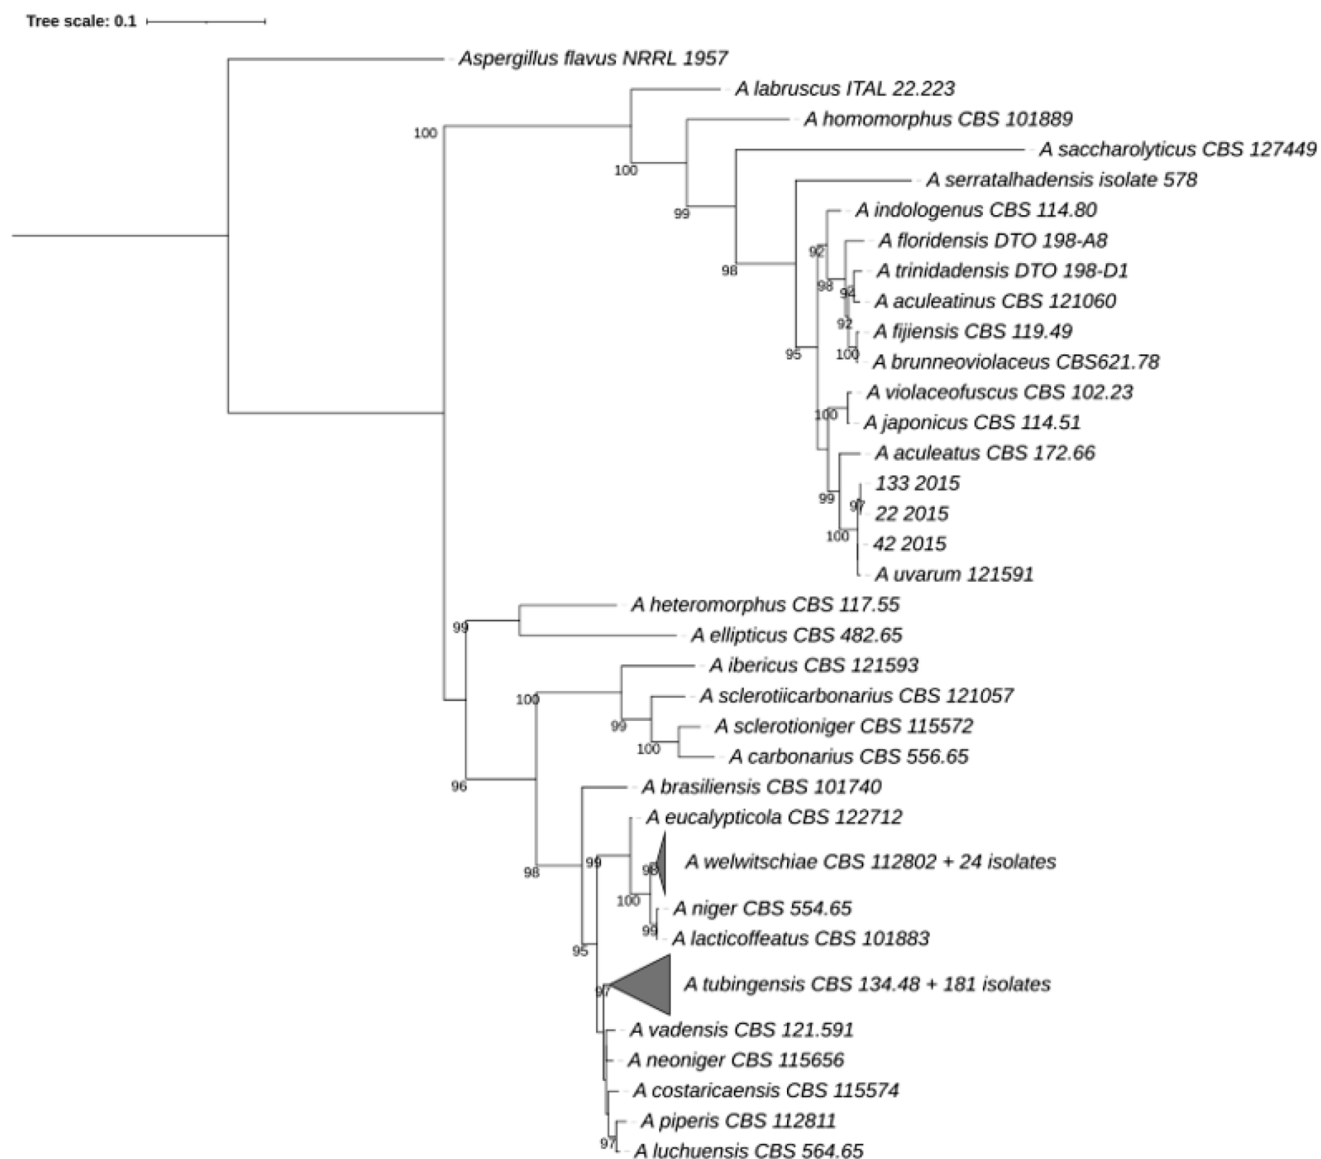 Tree scale: 0.1
Aspergillus flavus NRRL 1957
A labruscus ITAL 22.223
A homomorphus CBS 101889
100
A saccharolyticus CBS 127449
100
A serratalhadensis isolate 578
A indologenus CBS 114.80
99
A floridensis DTO 198-A8
92
A trinidadensis DTO 198-D1
98
98
94
A aculeatinus CBS 121060
92
A fijiensis CBS 119.49
95
100
A brunneoviolaceus CBS621.78
A violaceofuscus CBS 102.23
100
A japonicus CBS 114.51
A aculeatus CBS 172.66
133 2015
99
97
22 2015
100
42 2015
A uvarum 121591
A heteromorphus CBS 117.55
99
A ellipticus CBS 482.65
A ibericus CBS 121593
100
A sclerotiicarbonarius CBS 121057
99
A sclerotioniger CBS 115572
100
A carbonarius CBS 556.65
96
A brasiliensis CBS 101740
A eucalypticola CBS 122712
99
A welwitschiae CBS 112802 + 24 isolates
98
98
100
A niger CBS 554.65
99
A lacticoffeatus CBS 101883
95
A tubingensis CBS 134.48 + 181 isolates
97
A vadensis CBS 121.591
A neoniger CBS 115656
A costaricaensis CBS 115574
A piperis CBS 112811
97
A luchuensis CBS 564.65